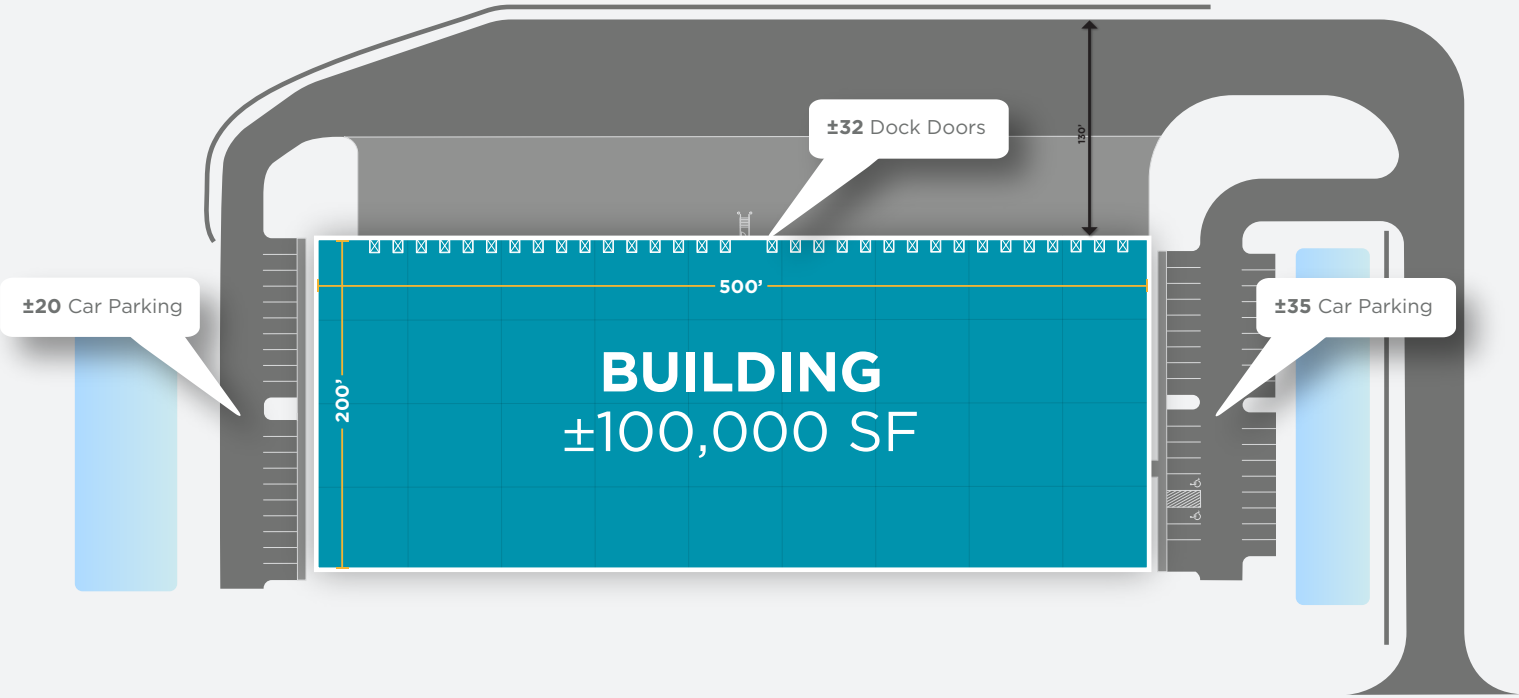 ±32 Dock Doors
130’
500’
±20 Car Parking
±35 Car Parking
200’
BUILDING
±100,000 SF